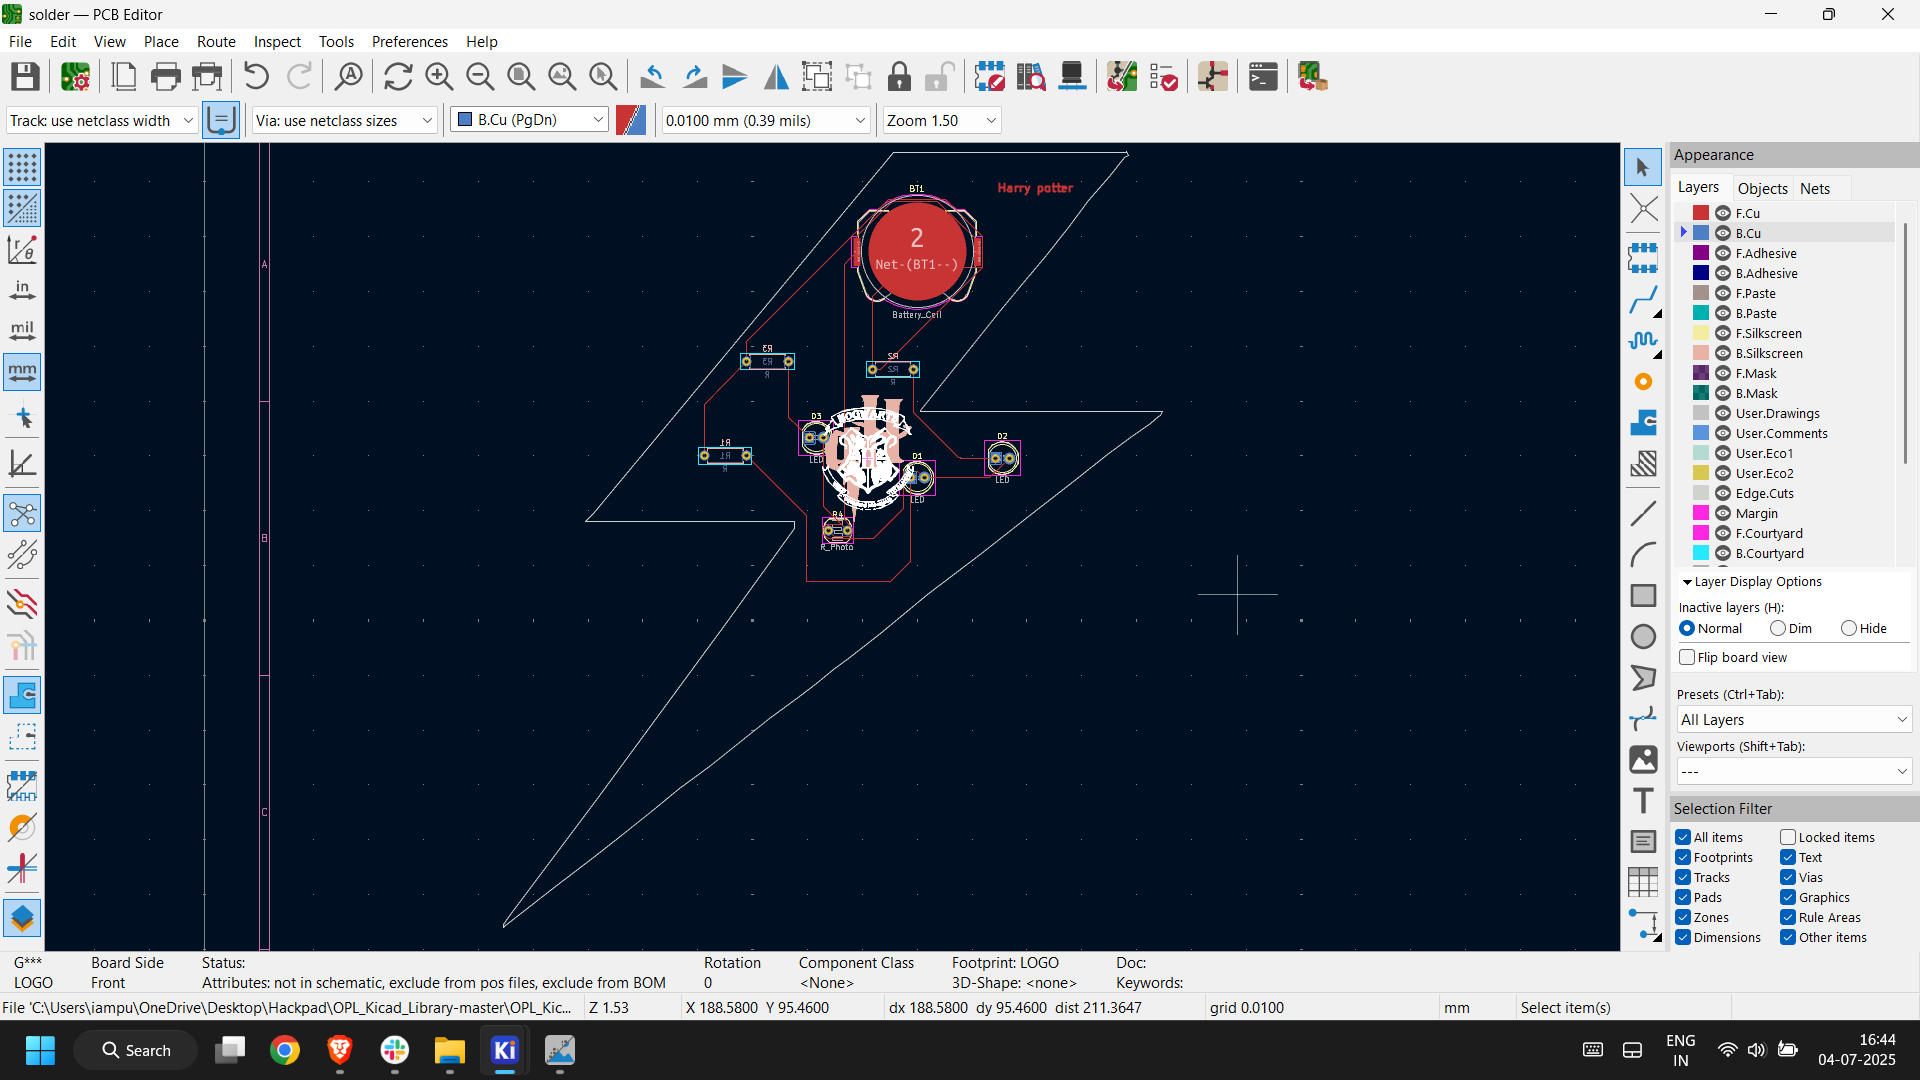 solder — PCB Editor
File Edit View Place Route Inspect Tools Preferences Help
Track: use netclass width
Via: use netclass sizes
B.Cu (PgDn)
0.0100 mm (0.39 mils)
Zoom 1.50
in
mil
mm
A
B
C
Harry potter
BT1
2
Net-(BT1--)
Battery_Cell
R3
R3
R
R2
R2
R
HOGWARTS
D3
LED
R1
R1
R
D2
LED
D1
LED
R4
R_Photo
Appearance
Layers Objects Nets
F.Cu
B.Cu
F.Adhesive
B.Adhesive
F.Paste
B.Paste
F.Silkscreen
B.Silkscreen
F.Mask
B.Mask
User.Drawings
User.Comments
User.Eco1
User.Eco2
Edge.Cuts
Margin
F.Courtyard
B.Courtyard
Layer Display Options
Inactive layers (H):
Normal Dim Hide
Flip board view
Presets (Ctrl+Tab):
All Layers
Viewports (Shift+Tab):
---
Selection Filter
All items Locked items
Footprints Text
Tracks Vias
Pads Graphics
Zones Rule Areas
Dimensions Other items
G*** Board Side Status: Rotation Component Class Footprint: LOGO Doc:
LOGO Front Attributes: not in schematic, exclude from pos files, exclude from BOM 0 <None> 3D-Shape: <none> Keywords:
File 'C:\Users\iampu\OneDrive\Desktop\Hackpad\OPL_Kicad_Library-master\OPL_Kic... Z 1.53 X 188.5800 Y 95.4600 dx 188.5800 dy 95.4600 dist 211.3647 grid 0.0100 mm Select item(s)
Search
Ki
ENG
IN
16:44
04-07-2025